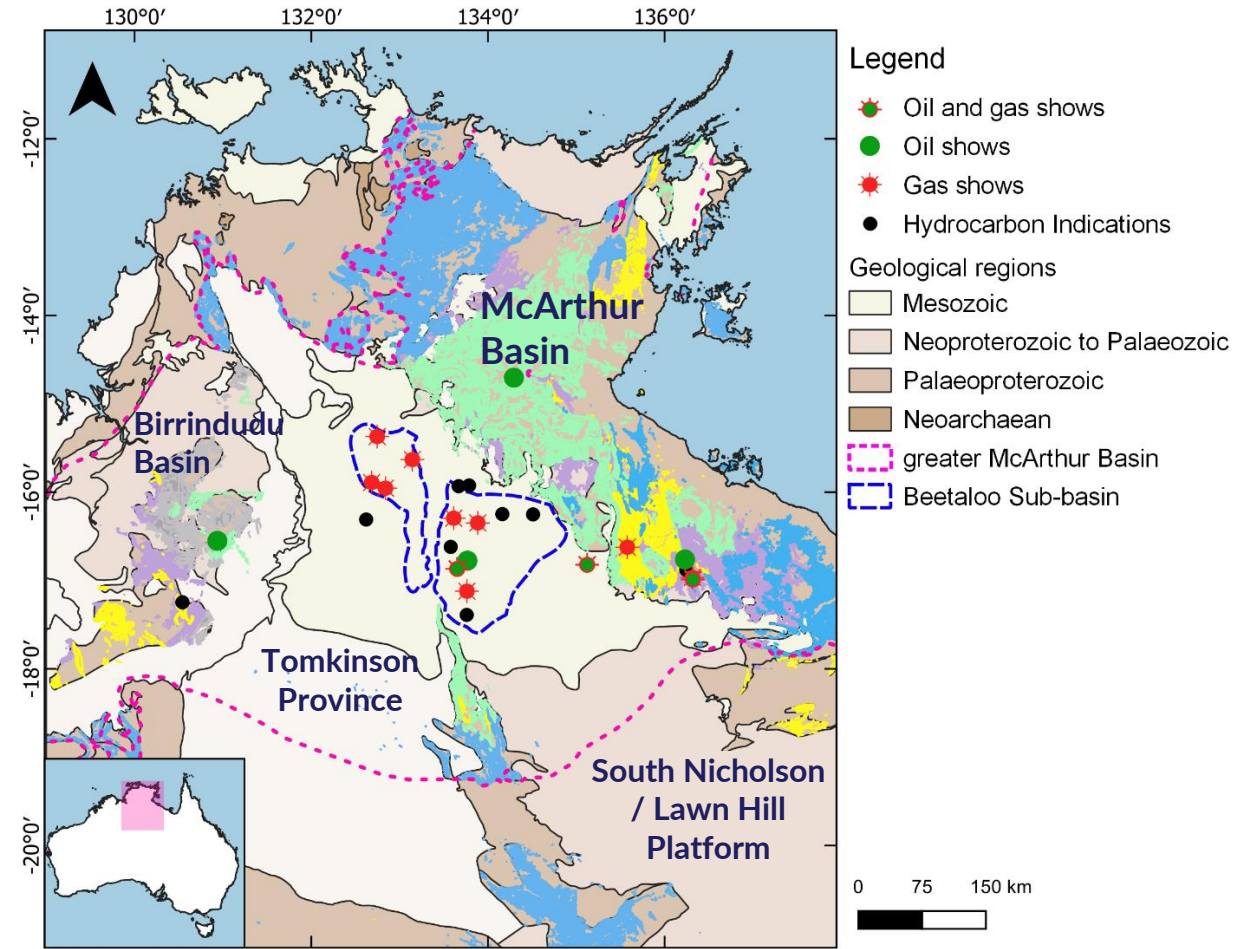 130°0' 132°0' 134°0' 136°0'
-12°0'
-14°0'
-16°0'
-18°0'
-20°0'
McArthur
Basin
Birrindudu
Basin
Tomkinson
Province
South Nicholson
/ Lawn Hill
Platform
Legend
Oil and gas shows
Oil shows
Gas shows
Hydrocarbon Indications
Geological regions
Mesozoic
Neoproterozoic to Palaeozoic
Palaeoproterozoic
Neoarchaean
greater McArthur Basin
Beetaloo Sub-basin
0 75 150 km